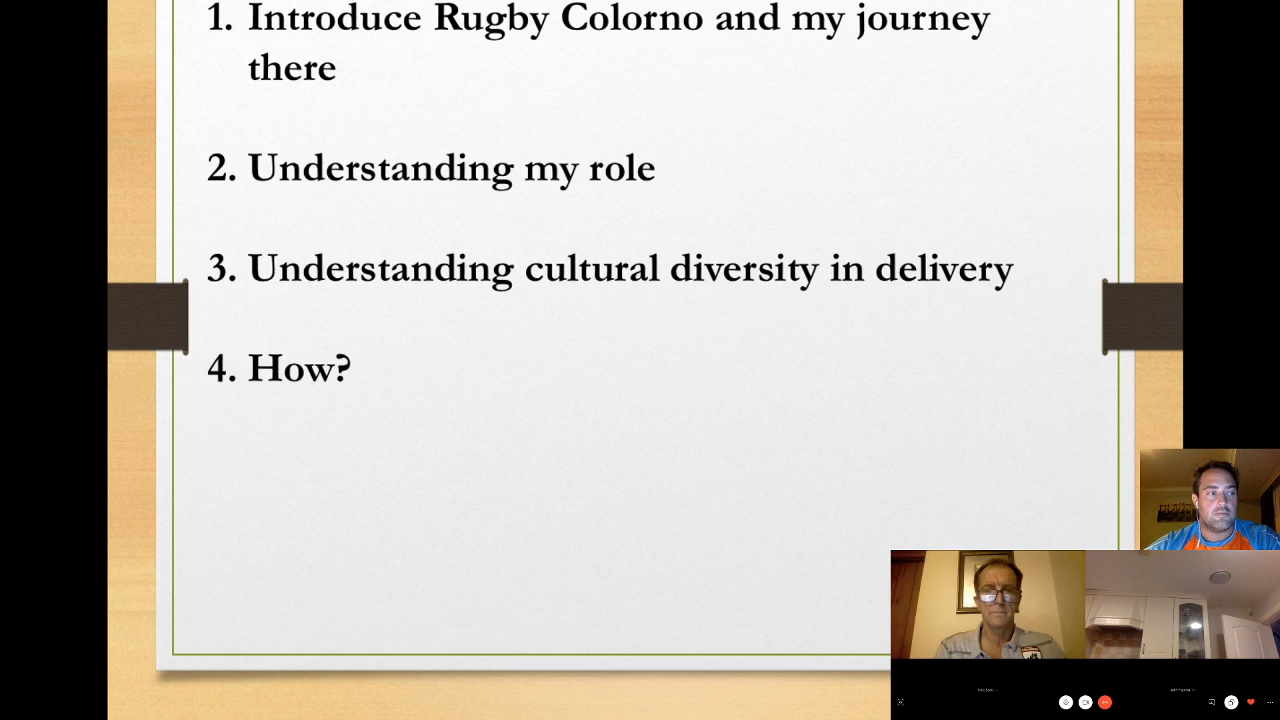 1. Introduce Rugby Colorno and my journey
there
2. Understanding my role
3. Understanding cultural diversity in delivery
4. How?